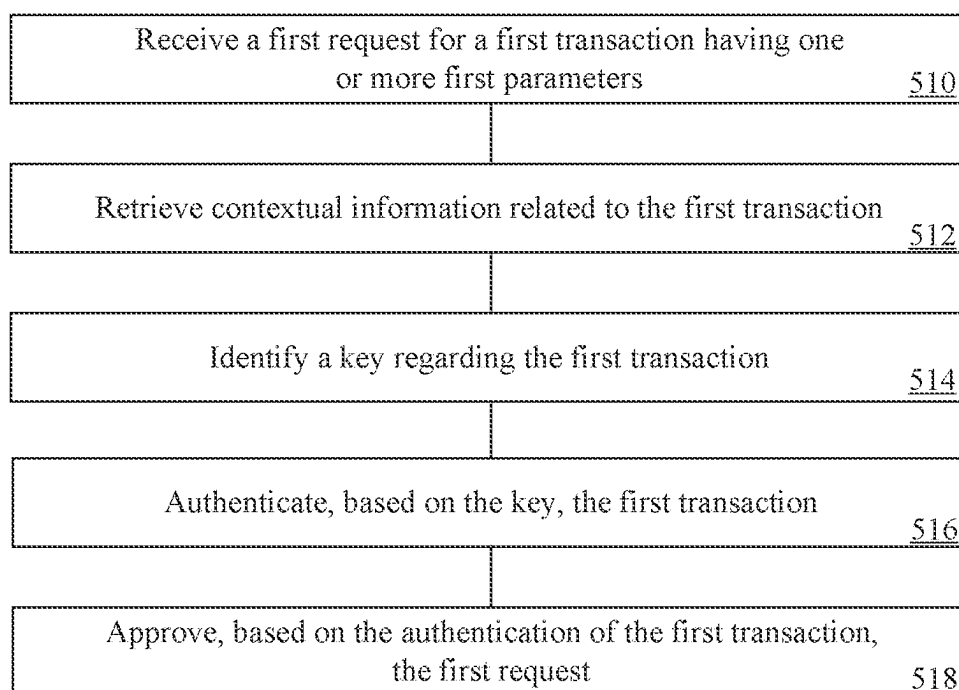 Receive a first request for a first transaction having one
or more first parameters
510
Retrieve contextual information related to the first transaction
512
Identify a key regarding the first transaction
514
Authenticate, based on the key, the first transaction
516
Approve, based on the authentication of the first transaction,
the first request
518